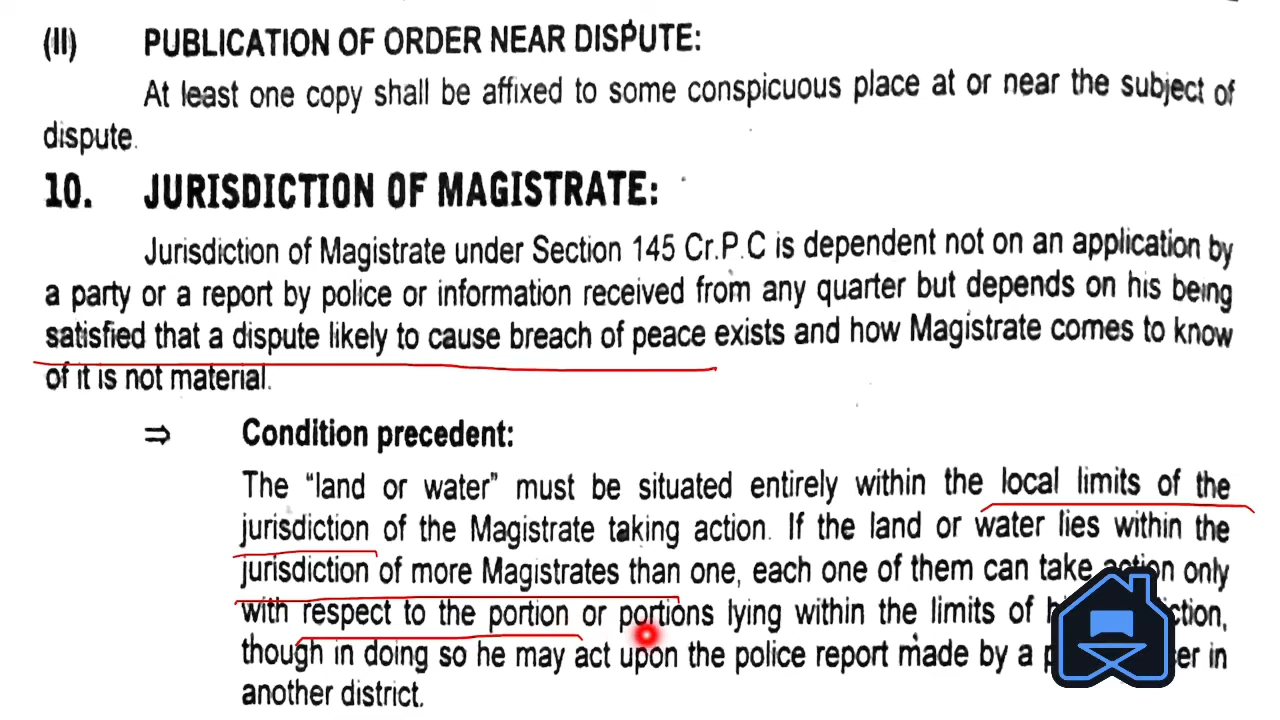 (II) PUBLICATION OF ORDER NEAR DISPUTE:
At least one copy shall be affixed to some conspicuous place at or near the subject of
dispute.
10. JURISDICTION OF MAGISTRATE:
Jurisdiction of Magistrate under Section 145 Cr.P.C is dependent not on an application by
a party or a report by police or information received from any quarter but depends on his being
satisfied that a dispute likely to cause breach of peace exists and how Magistrate comes to know
of it is not material.
⇒ Condition precedent:
The "land or water" must be situated entirely within the local limits of the
jurisdiction of the Magistrate taking action. If the land or water lies within the
jurisdiction of more Magistrates than one, each one of them can take action only
with respect to the portion or portions lying within the limits of
though in doing so he may act upon the police report made by a in
another district.